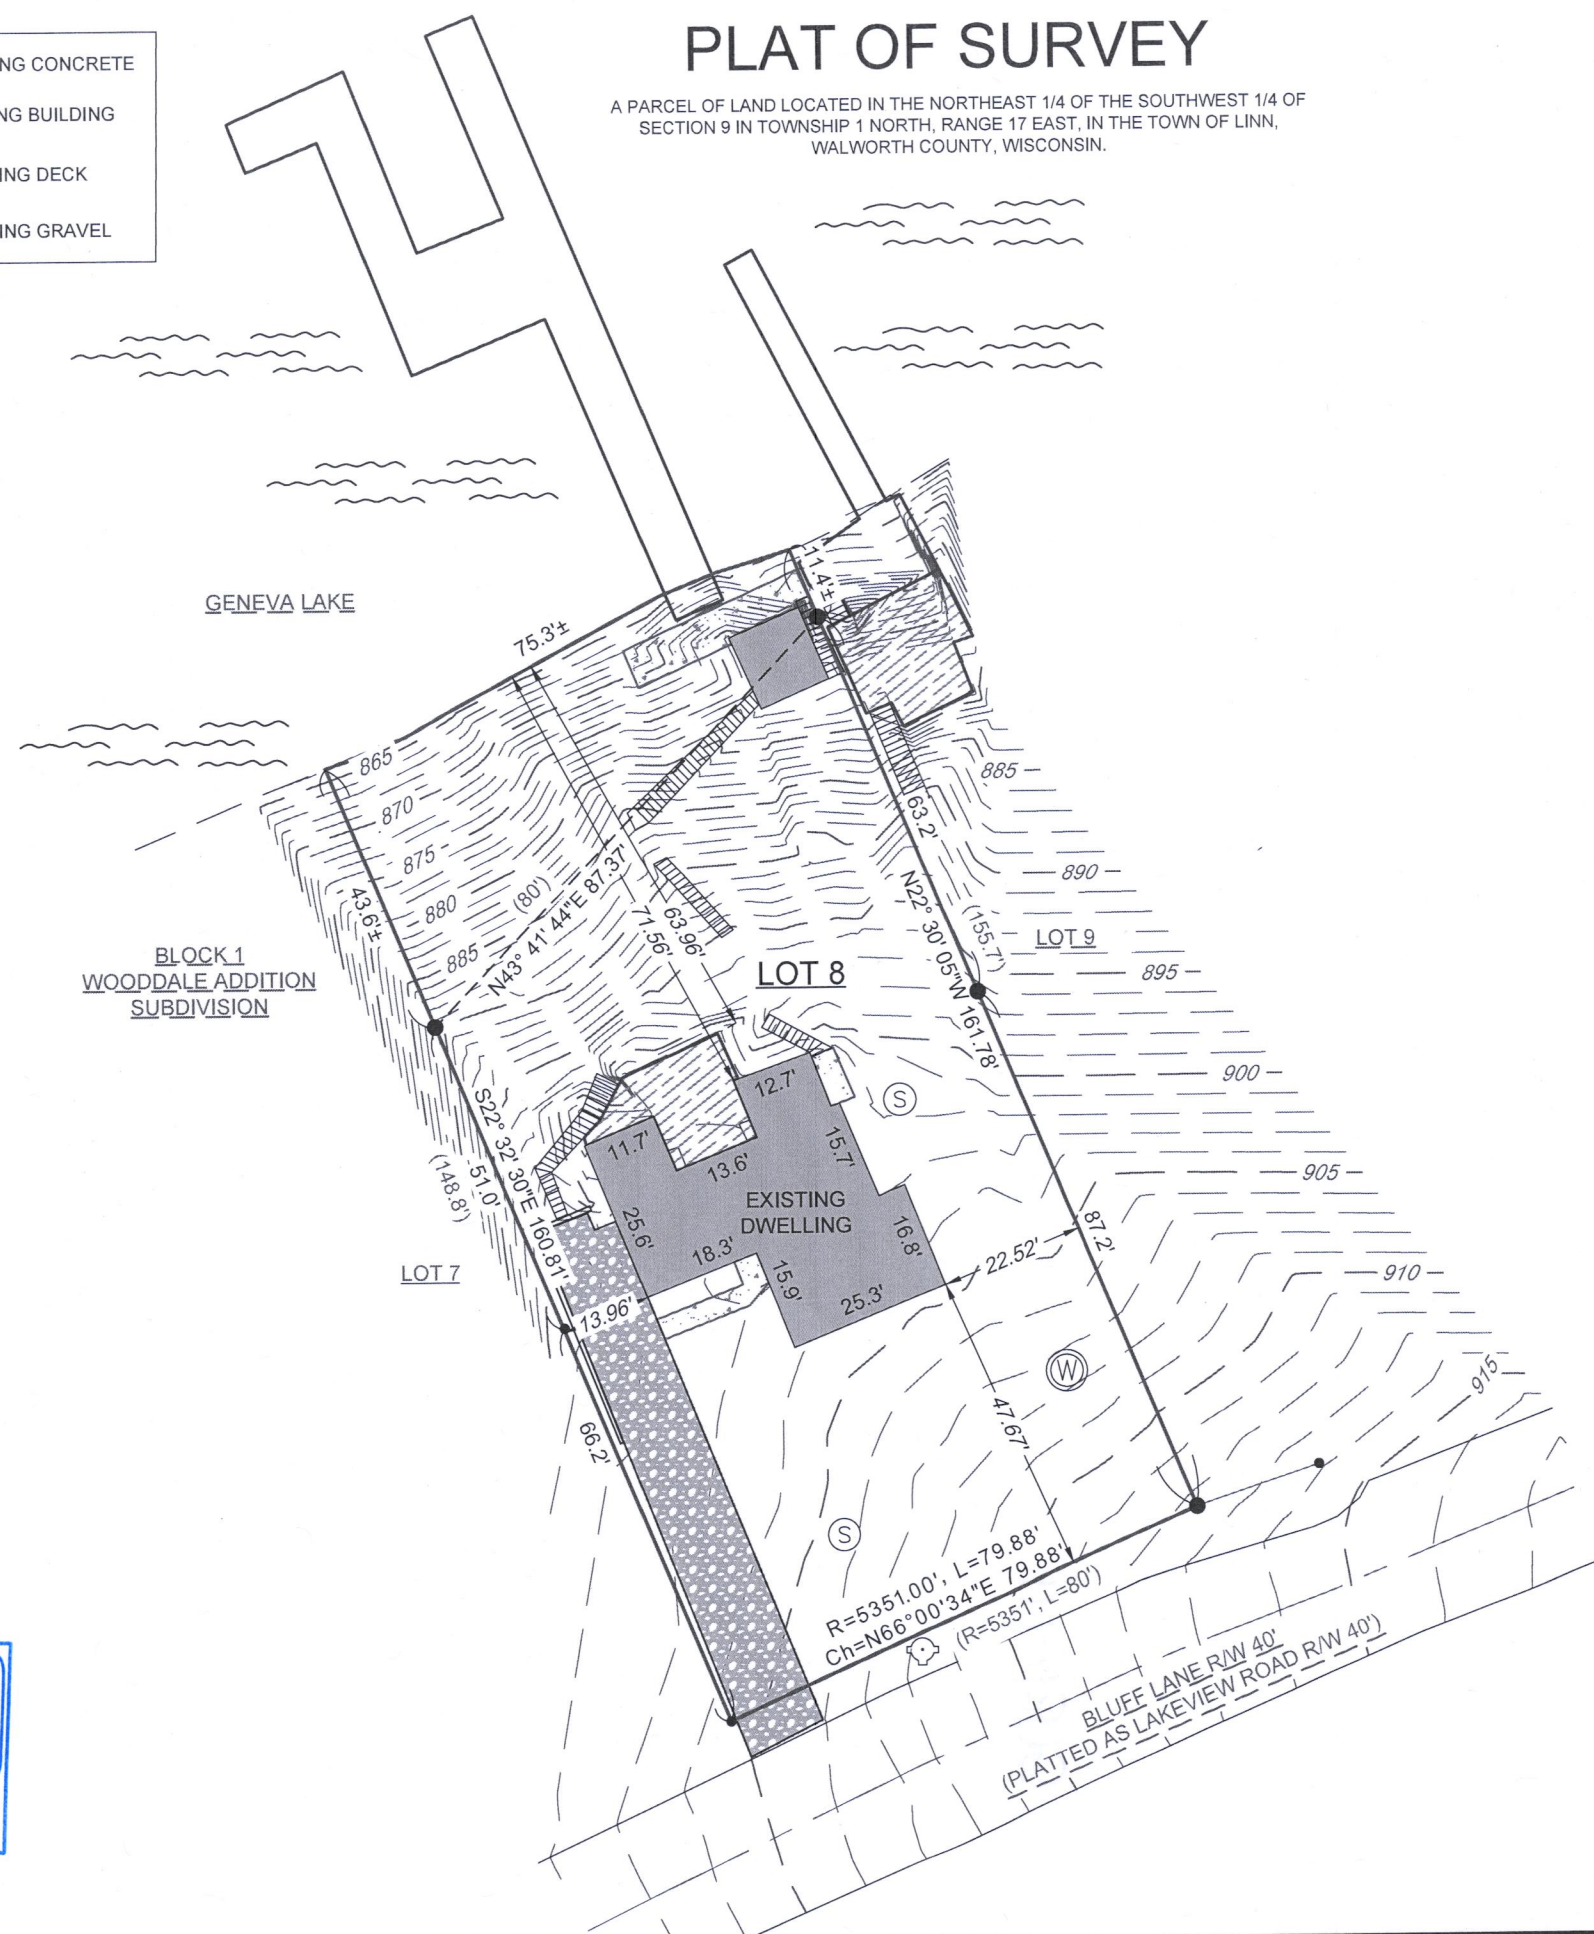 PLAT OF SURVEY
A PARCEL OF LAND LOCATED IN THE NORTHEAST 1/4 OF THE SOUTHWEST 1/4 OF
SECTION 9 IN TOWNSHIP 1 NORTH, RANGE 17 EAST, IN THE TOWN OF LINN,
WALWORTH COUNTY, WISCONSIN.
NG CONCRETE
NG BUILDING
ING DECK
ING GRAVEL
GENEVA LAKE
75.3'±
11.4'±
865
870
875
880
885
885
890
895
900
905
910
915
43.6'±
(80')
N43° 41' 44"E 87.37'
71.56'
63.96'
63.2'
N22° 30' 05"W 161.78'
(155.7')
LOT 8
LOT 9
BLOCK 1
WOODDALE ADDITION
SUBDIVISION
S22° 32' 30"E 160.81'
51.0'
(148.8')
LOT 7
12.7'
11.7'
13.6'
15.7'
EXISTING
DWELLING
25.6'
18.3'
15.9'
16.8'
25.3'
22.52'
87.2'
13.96'
66.2'
47.67'
S
W
S
R=5351.00', L=79.88'
Ch=N66°00'34"E 79.88'
(R=5351', L=80')
BLUFF LANE R/W 40'
(PLATTED AS LAKEVIEW ROAD R/W 40')